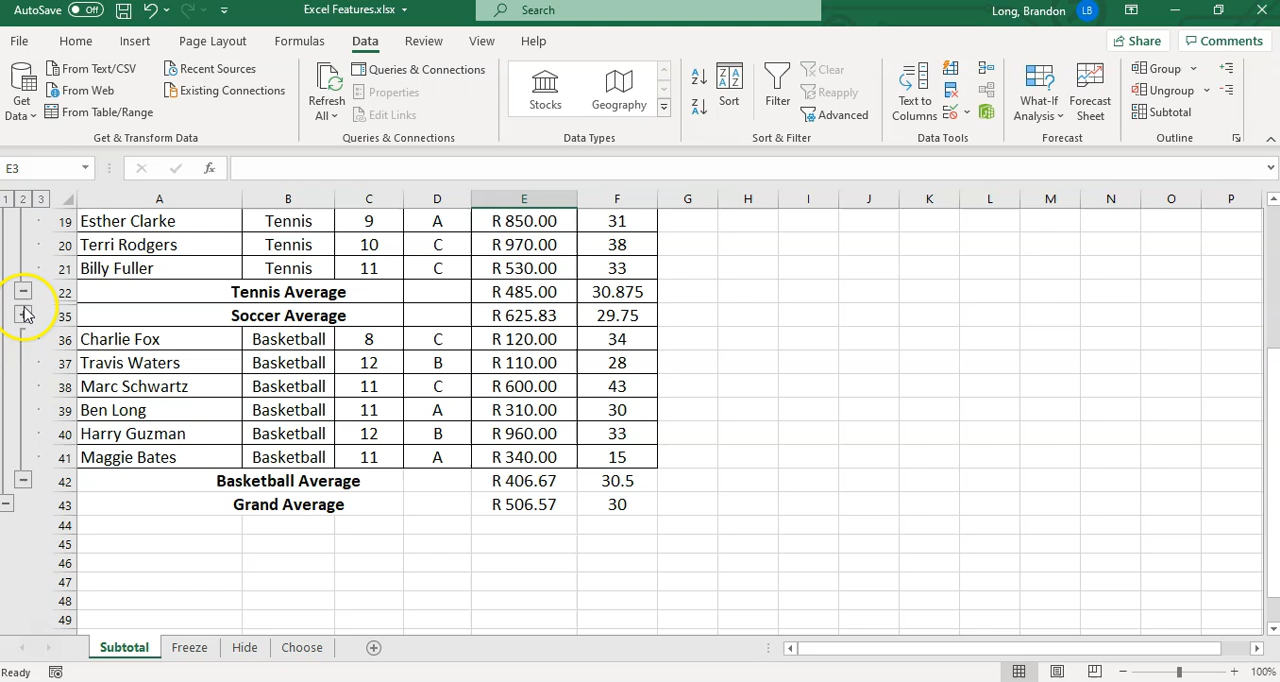 AutoSave Off Excel Features.xlsx Search Long, Brandon LB
File Home Insert Page Layout Formulas Data Review View Help Share Comments
From Text/CSV Recent Sources Queries & Connections Clear Group
Get Data From Web Existing Connections Refresh All Properties Stocks Geography Sort Filter Reapply Text to Columns What-If Analysis Forecast Sheet Ungroup
From Table/Range Edit Links Advanced Subtotal
Get & Transform Data Queries & Connections Data Types Sort & Filter Data Tools Forecast Outline
E3 fx
1 2 3 A B C D E F G H I J K L M N O P
19 Esther Clarke Tennis 9 A R 850.00 31
20 Terri Rodgers Tennis 10 C R 970.00 38
21 Billy Fuller Tennis 11 C R 530.00 33
22 Tennis Average R 485.00 30.875
35 Soccer Average R 625.83 29.75
36 Charlie Fox Basketball 8 C R 120.00 34
37 Travis Waters Basketball 12 B R 110.00 28
38 Marc Schwartz Basketball 11 C R 600.00 43
39 Ben Long Basketball 11 A R 310.00 30
40 Harry Guzman Basketball 12 B R 960.00 33
41 Maggie Bates Basketball 11 A R 340.00 15
42 Basketball Average R 406.67 30.5
43 Grand Average R 506.57 30
44
45
46
47
48
49
Subtotal Freeze Hide Choose
Ready 100%